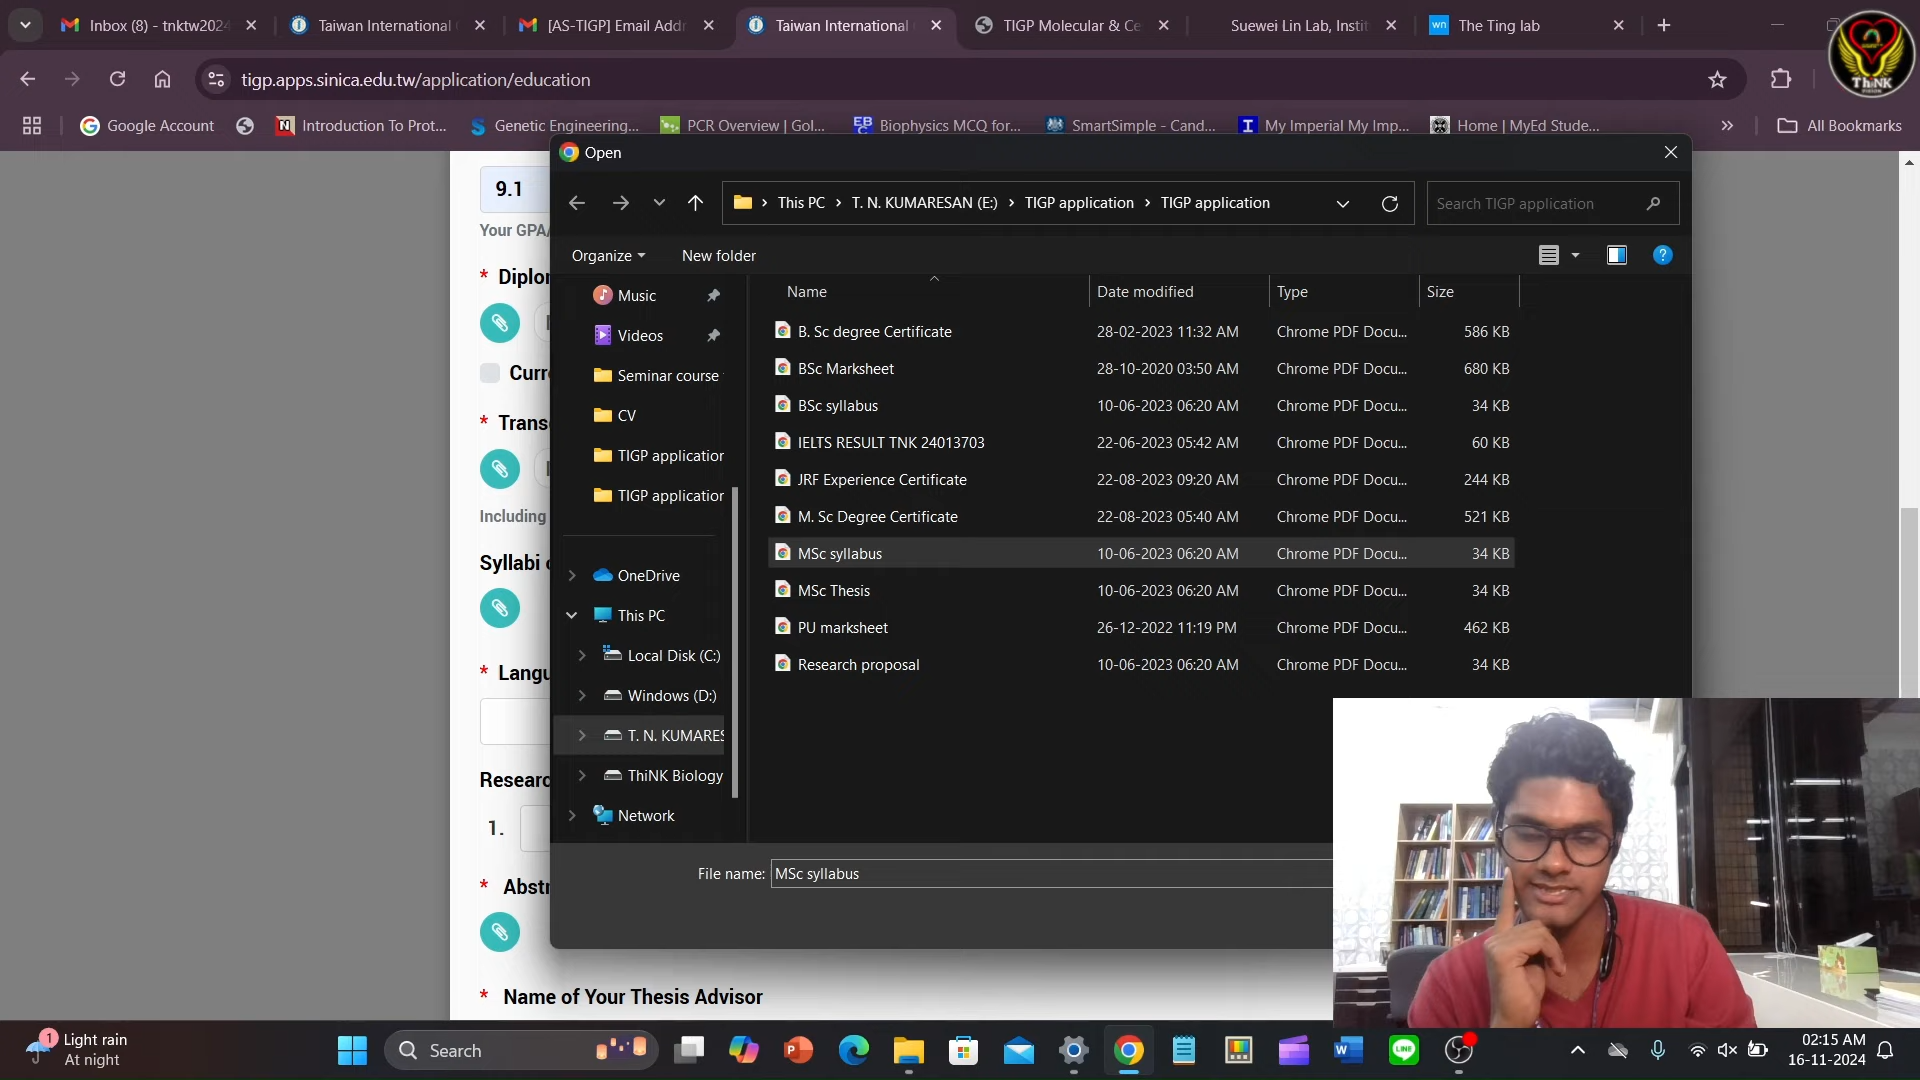 Inbox (8) - tnktw2024
Taiwan International
[AS-TIGP] Email Addr
Taiwan International
TIGP Molecular & Ce
Suewei Lin Lab, Instit
wn The Ting lab
tigp.apps.sinica.edu.tw/application/education
ThiNK
Google Account
Introduction To Prot...
Genetic Engineering...
PCR Overview | Gol...
EBC Biophysics MCQ for...
SmartSimple - Cand...
My Imperial My Imp...
Home | MyEd Stude...
All Bookmarks
Open
9.1
Your GPA/
* Diplon
Curre
* Trans
Including
Syllabi
* Langu
Researc
1.
* Abstr
* Name of Your Thesis Advisor
This PC > T. N. KUMARESAN (E:) > TIGP application > TIGP application
Search TIGP application
Organize
New folder
Music
Videos
Seminar course
CV
TIGP application
TIGP application
OneDrive
This PC
Local Disk (C:)
Windows (D:)
T. N. KUMARES
ThiNK Biology
Network
Name Date modified Type Size
B. Sc degree Certificate 28-02-2023 11:32 AM Chrome PDF Docu... 586 KB
BSc Marksheet 28-10-2020 03:50 AM Chrome PDF Docu... 680 KB
BSc syllabus 10-06-2023 06:20 AM Chrome PDF Docu... 34 KB
IELTS RESULT TNK 24013703 22-06-2023 05:42 AM Chrome PDF Docu... 60 KB
JRF Experience Certificate 22-08-2023 09:20 AM Chrome PDF Docu... 244 KB
M. Sc Degree Certificate 22-08-2023 05:40 AM Chrome PDF Docu... 521 KB
MSc syllabus 10-06-2023 06:20 AM Chrome PDF Docu... 34 KB
MSc Thesis 10-06-2023 06:20 AM Chrome PDF Docu... 34 KB
PU marksheet 26-12-2022 11:19 PM Chrome PDF Docu... 462 KB
Research proposal 10-06-2023 06:20 AM Chrome PDF Docu... 34 KB
File name: MSc syllabus
1
Light rain
At night
Search
LINE
02:15 AM
16-11-2024